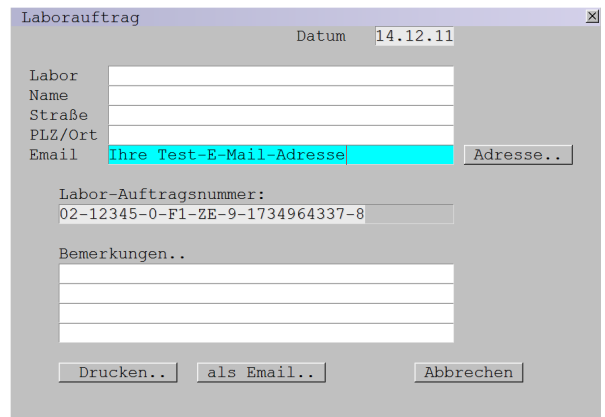 Laborauftrag
Datum 14.12.11
Labor
Name
Straße
PLZ/Ort
Email Ihre Test-E-Mail-Adresse Adresse..
Labor-Auftragsnummer:
02-12345-0-F1-ZE-9-1734964337-8
Bemerkungen..
Drucken.. als Email.. Abbrechen